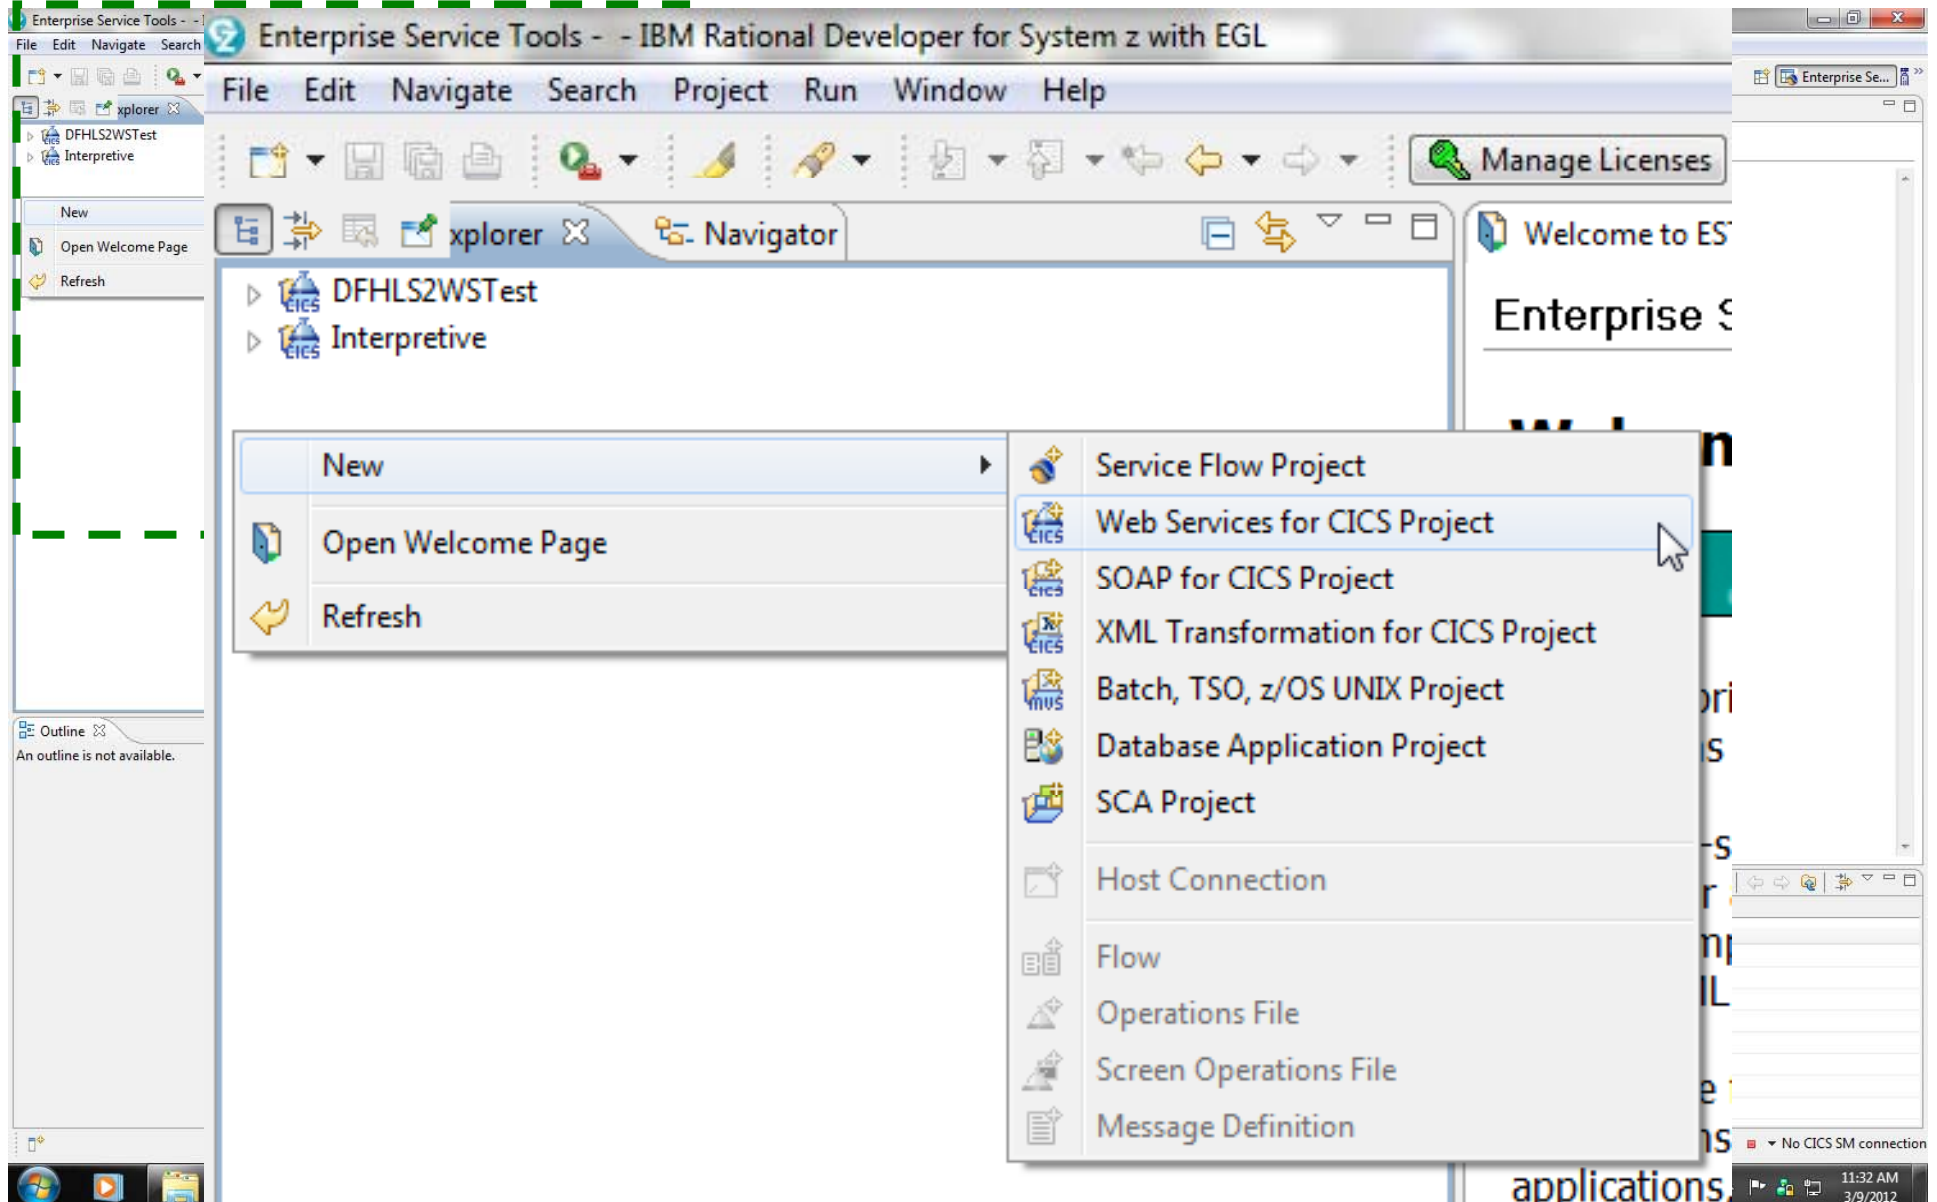 Enterprise Service Tools - -
File Edit Navigate Search
xplorer
DFHLS2WSTest
Interpretive
New
Open Welcome Page
Refresh
Outline
An outline is not available.
Enterprise Service Tools - - IBM Rational Developer for System z with EGL
File Edit Navigate Search Project Run Window Help
Manage Licenses
xplorer Navigator
Welcome to ES
DFHLS2WSTest
Interpretive
Enterprise
New
Open Welcome Page
Refresh
Service Flow Project
Web Services for CICS Project
SOAP for CICS Project
XML Transformation for CICS Project
Batch, TSO, z/OS UNIX Project
Database Application Project
SCA Project
Host Connection
Flow
Operations File
Screen Operations File
Message Definition
applications,
Enterprise Se...
No CICS SM connection
11:32 AM
3/9/2012